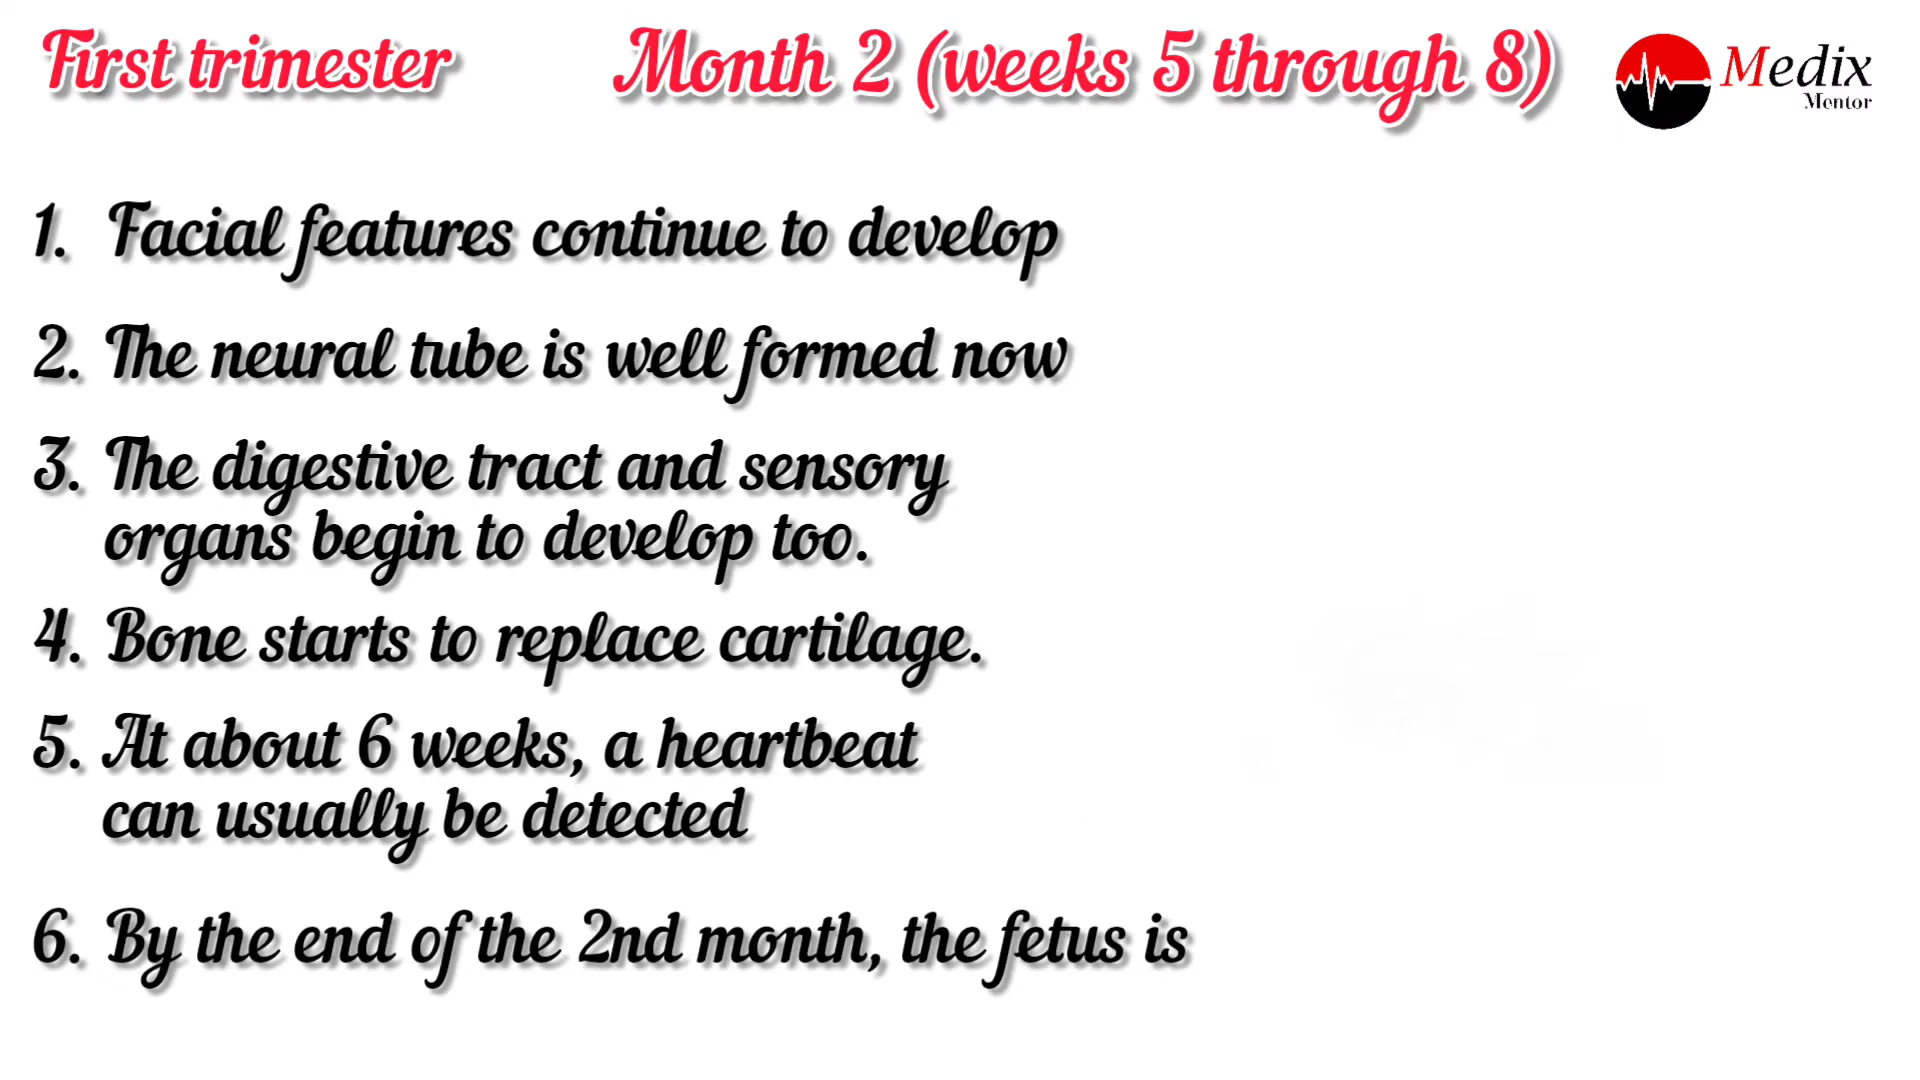 First trimester
Month 2 (weeks 5 through 8)
Medix
Mentor
1. Facial features continue to develop
2. The neural tube is well formed now
3. The digestive tract and sensory
organs begin to develop too.
4. Bone starts to replace cartilage.
5. At about 6 weeks, a heartbeat
can usually be detected
6. By the end of the 2nd month, the fetus is